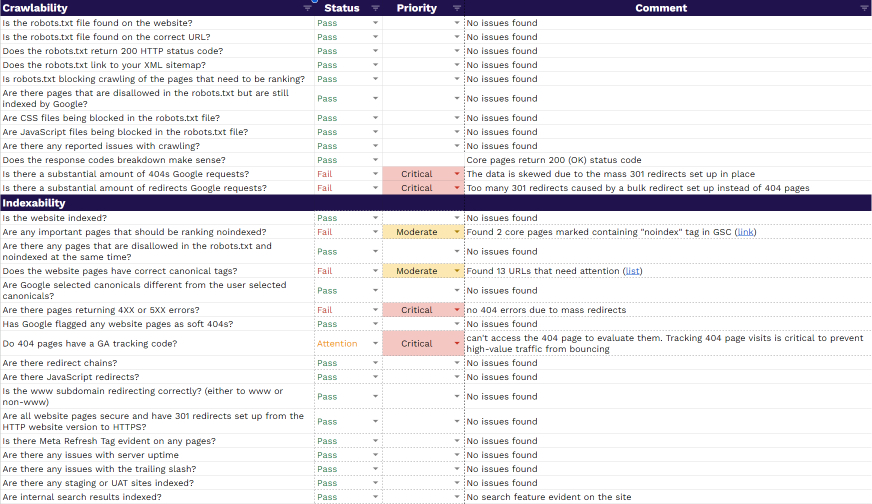 Crawlability Status Priority Comment
Is the robots.txt file found on the website? Pass No issues found
Is the robots.txt file found on the correct URL? Pass No issues found
Does the robots.txt return 200 HTTP status code? Pass No issues found
Does the robots.txt link to your XML sitemap? Pass No issues found
Is robots.txt blocking crawling of the pages that need to be ranking? Pass No issues found
Are there pages that are disallowed in the robots.txt but are still
indexed by Google? Pass No issues found
Are CSS files being blocked in the robots.txt file? Pass No issues found
Are JavaScript files being blocked in the robots.txt file? Pass No issues found
Are there any reported issues with crawling? Pass No issues found
Does the response codes breakdown make sense? Pass Core pages return 200 (OK) status code
Is there a substantial amount of 404s Google requests? Fail Critical The data is skewed due to the mass 301 redirects set up in place
Is there a substantial amount of redirects Google requests? Fail Critical Too many 301 redirects caused by a bulk redirect set up instead of 404 pages
Indexability
Is the website indexed? Pass No issues found
Are any important pages that should be ranking noindexed? Fail Moderate Found 2 core pages marked containing "noindex" tag in GSC (link)
Are there any pages that are disallowed in the robots.txt and
noindexed at the same time? Pass No issues found
Does the website pages have correct canonical tags? Fail Moderate Found 13 URLs that need attention (list)
Are Google selected canonicals different from the user selected
canonicals? Pass No issues found
Are there pages returning 4XX or 5XX errors? Fail Critical no 404 errors due to mass redirects
Has Google flagged any website pages as soft 404s? Pass No issues found
Do 404 pages have a GA tracking code? Attention Critical can't access the 404 page to evaluate them. Tracking 404 page visits is critical to prevent
high-value traffic from bouncing
Are there redirect chains? Pass No issues found
Are there JavaScript redirects? Pass No issues found
Is the www subdomain redirecting correctly? (either to www or
non-www) Pass No issues found
Are all website pages secure and have 301 redirects set up from the
HTTP website version to HTTPS? Pass No issues found
Is there Meta Refresh Tag evident on any pages? Pass No issues found
Are there any issues with server uptime Pass No issues found
Are there any issues with the trailing slash? Pass No issues found
Are there any staging or UAT sites indexed? Pass No issues found
Are internal search results indexed? Pass No search feature evident on the site